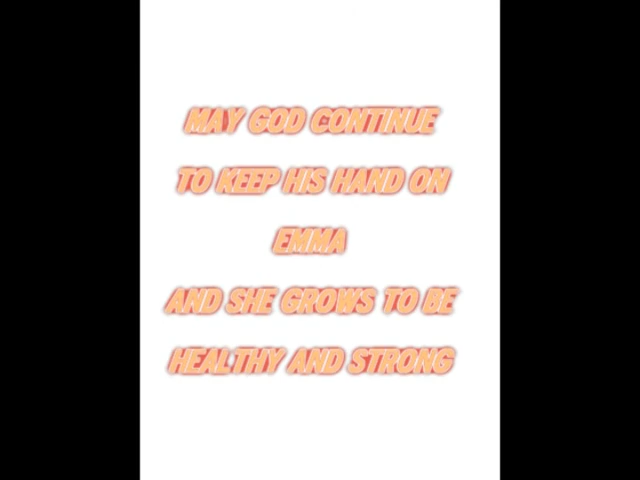 MAY GOD CONTINUE
TO KEEP HIS HAND ON
EMMA
AND SHE GROWS TO BE
HEALTHY AND STRONG